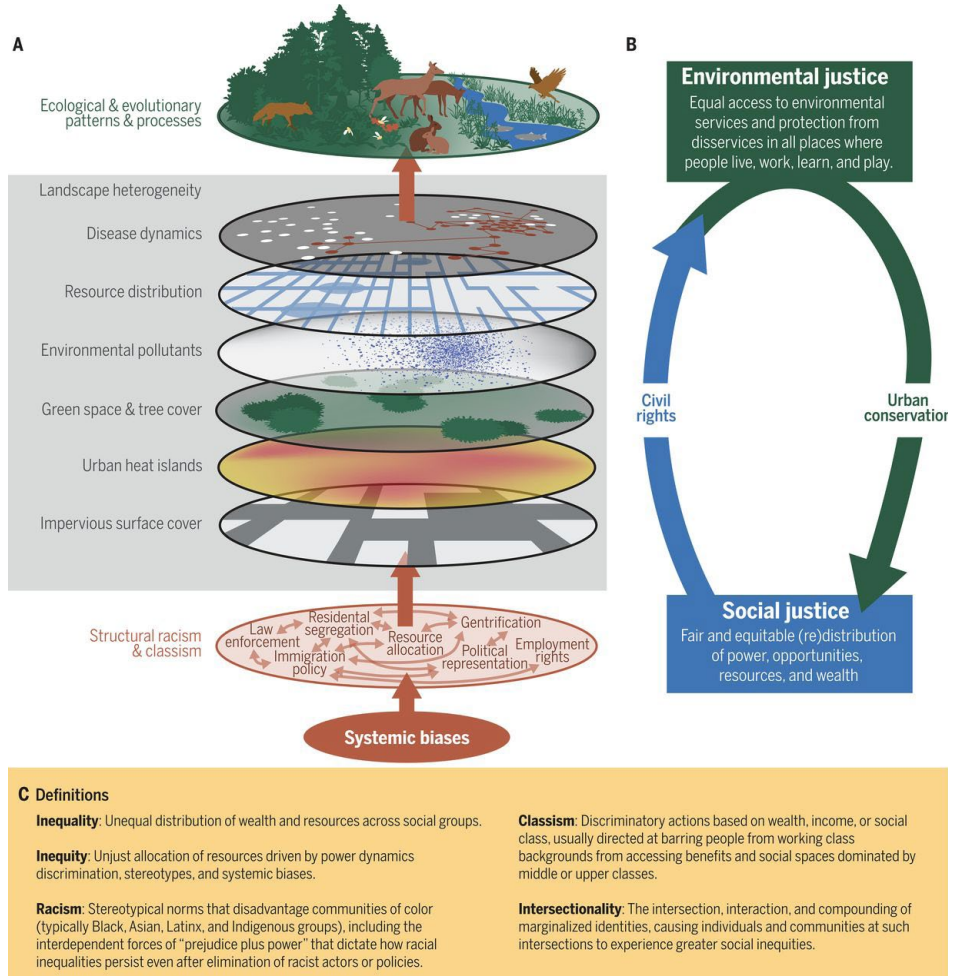 A
Ecological & evolutionary
patterns & processes
Landscape heterogeneity
Disease dynamics
Resource distribution
Environmental pollutants
Green space & tree cover
Urban heat islands
Impervious surface cover
Structural racism
& classism
Law
enforcement
Residental
segregation
Immigration
policy
Resource
allocation
Gentrification
Political
representation
Employment
rights
Systemic biases
B
Environmental justice
Equal access to environmental
services and protection from
disservices in all places where
people live, work, learn, and play.
Civil
rights
Urban
conservation
Social justice
Fair and equitable (re)distribution
of power, opportunities,
resources, and wealth
C Definitions
Inequality: Unequal distribution of wealth and resources across social groups.
Inequity: Unjust allocation of resources driven by power dynamics
discrimination, stereotypes, and systemic biases.
Racism: Stereotypical norms that disadvantage communities of color
(typically Black, Asian, Latinx, and Indigenous groups), including the
interdependent forces of “prejudice plus power” that dictate how racial
inequalities persist even after elimination of racist actors or policies.
Classism: Discriminatory actions based on wealth, income, or social
class, usually directed at barring people from working class
backgrounds from accessing benefits and social spaces dominated by
middle or upper classes.
Intersectionality: The intersection, interaction, and compounding of
marginalized identities, causing individuals and communities at such
intersections to experience greater social inequities.